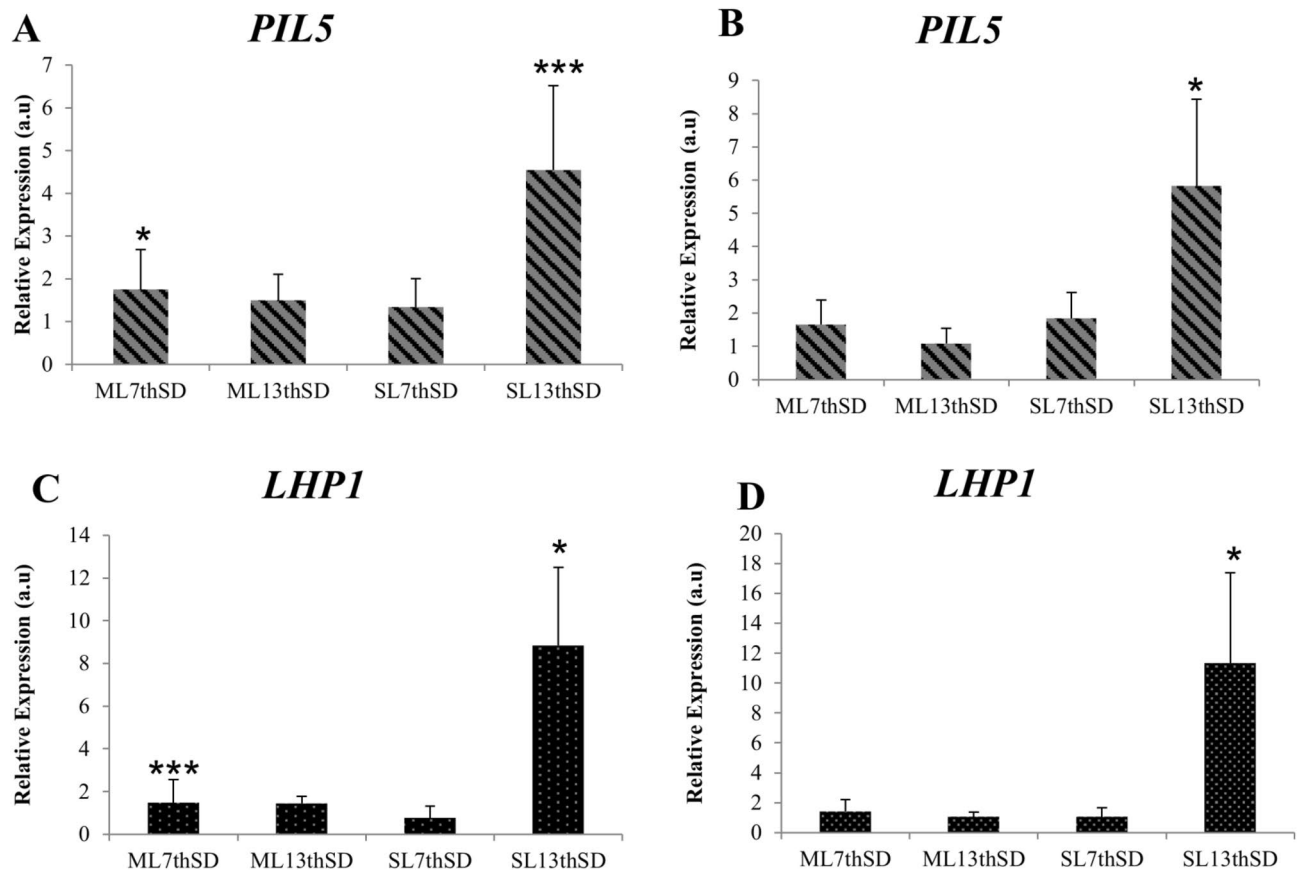 A
PIL5
Relative Expression (a.u)
7
6
5
4
3
2
1
0
*
***
ML7thSD ML13thSD SL7thSD SL13thSD
B
PIL5
Relative Expression (a.u)
9
8
7
6
5
4
3
2
1
0
*
ML7thSD ML13thSD SL7thSD SL13thSD
C
LHP1
Relative Expression (a.u)
14
12
10
8
6
4
2
0
***
*
ML7thSD ML13thSD SL7thSD SL13thSD
D
LHP1
Relative Expression (a.u)
20
18
16
14
12
10
8
6
4
2
0
*
ML7thSD ML13thSD SL7thSD SL13thSD